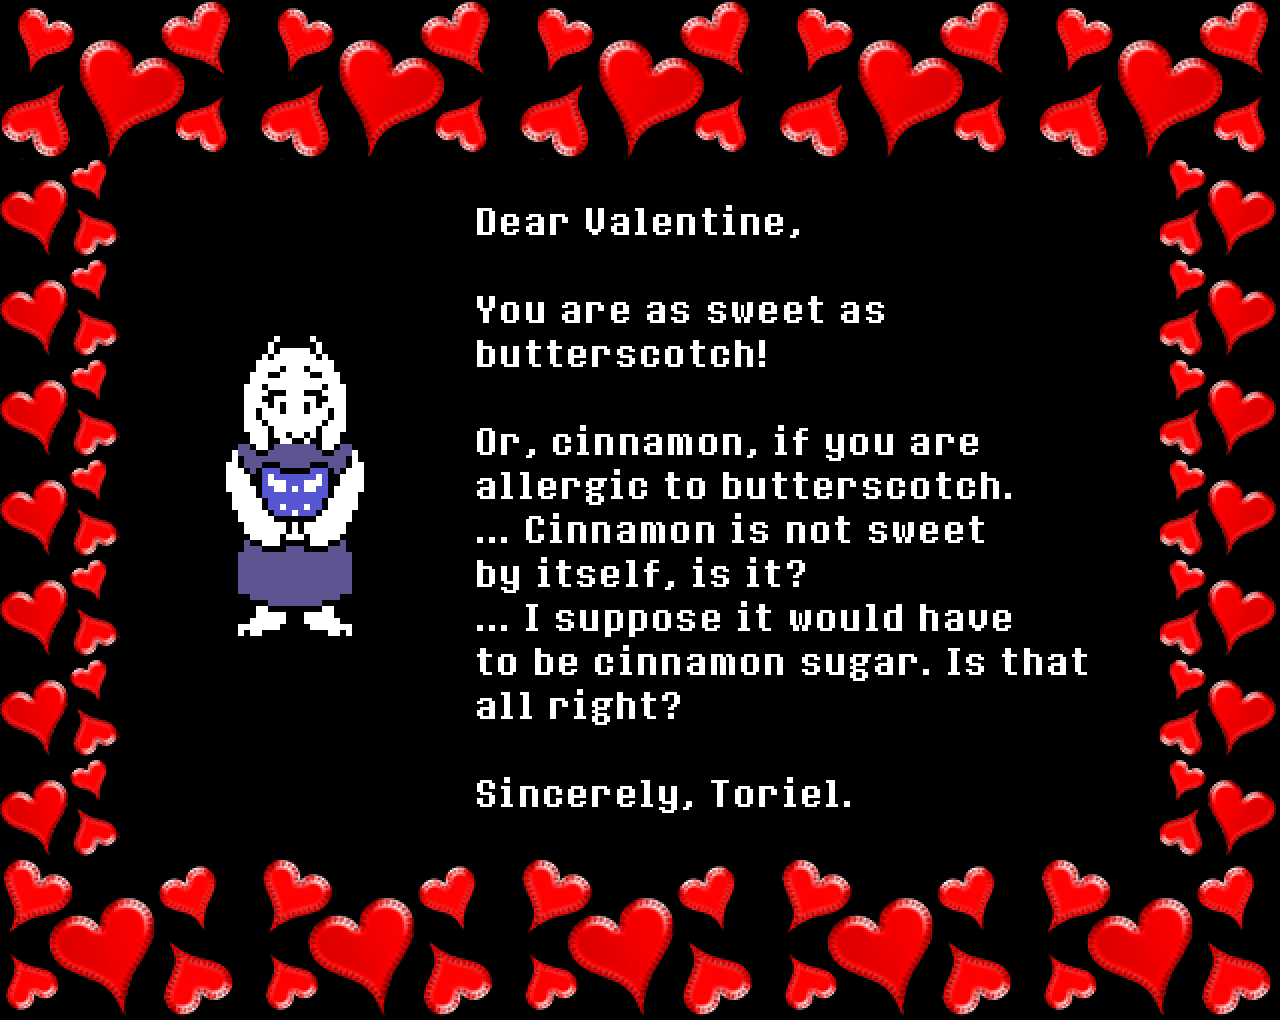 Dear Valentine,
You are as sweet as
butterscotch!
Or, cinnamon, if you are
allergic to butterscotch.
... Cinnamon is not sweet
by itself, is it?
... I suppose it would have
to be cinnamon sugar. Is that
all right?
Sincerely, Toriel.